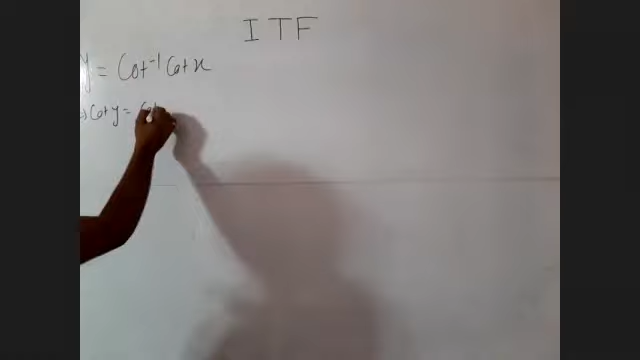 ITF
y = Cot⁻¹ Cot x
Cot y = Cot